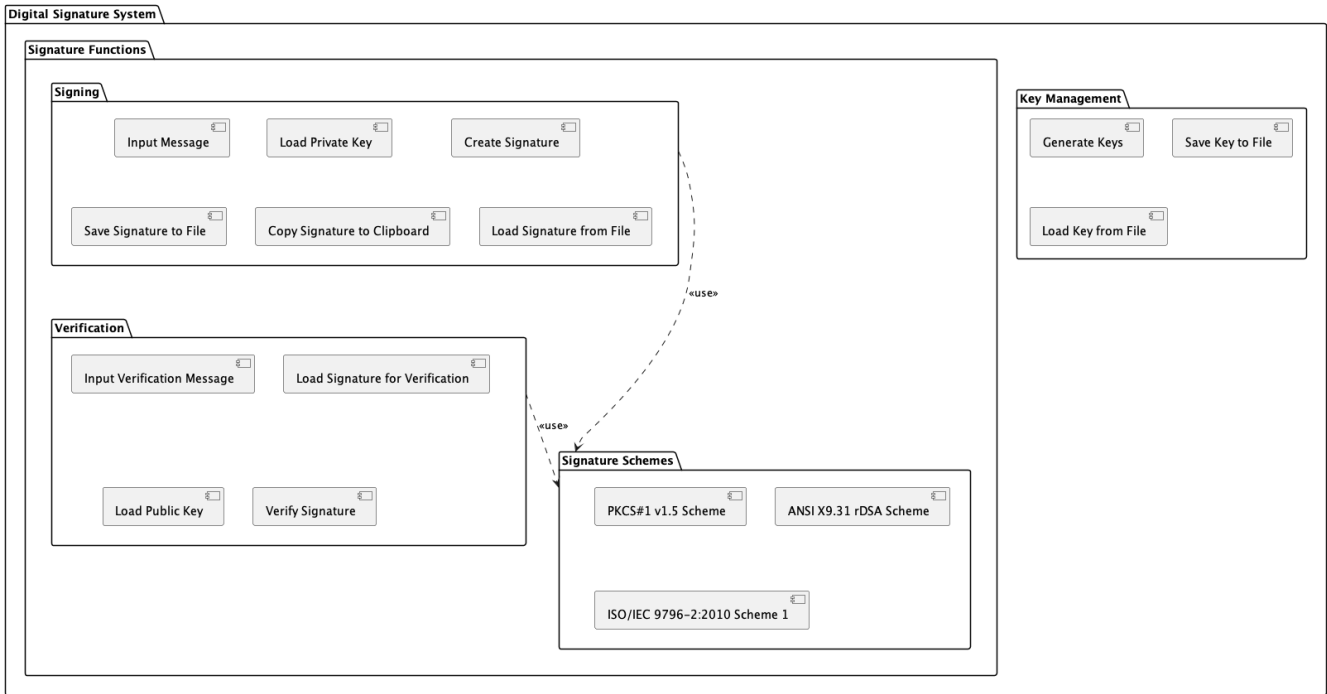 Digital Signature System
Signature Functions
Signing
Input Message
Load Private Key
Create Signature
Save Signature to File
Copy Signature to Clipboard
Load Signature from File
Key Management
Generate Keys
Save Key to File
Load Key from File
«use»
Verification
Input Verification Message
Load Signature for Verification
Load Public Key
Verify Signature
«use»
Signature Schemes
PKCS#1 v1.5 Scheme
ANSI X9.31 rDSA Scheme
ISO/IEC 9796-2:2010 Scheme 1